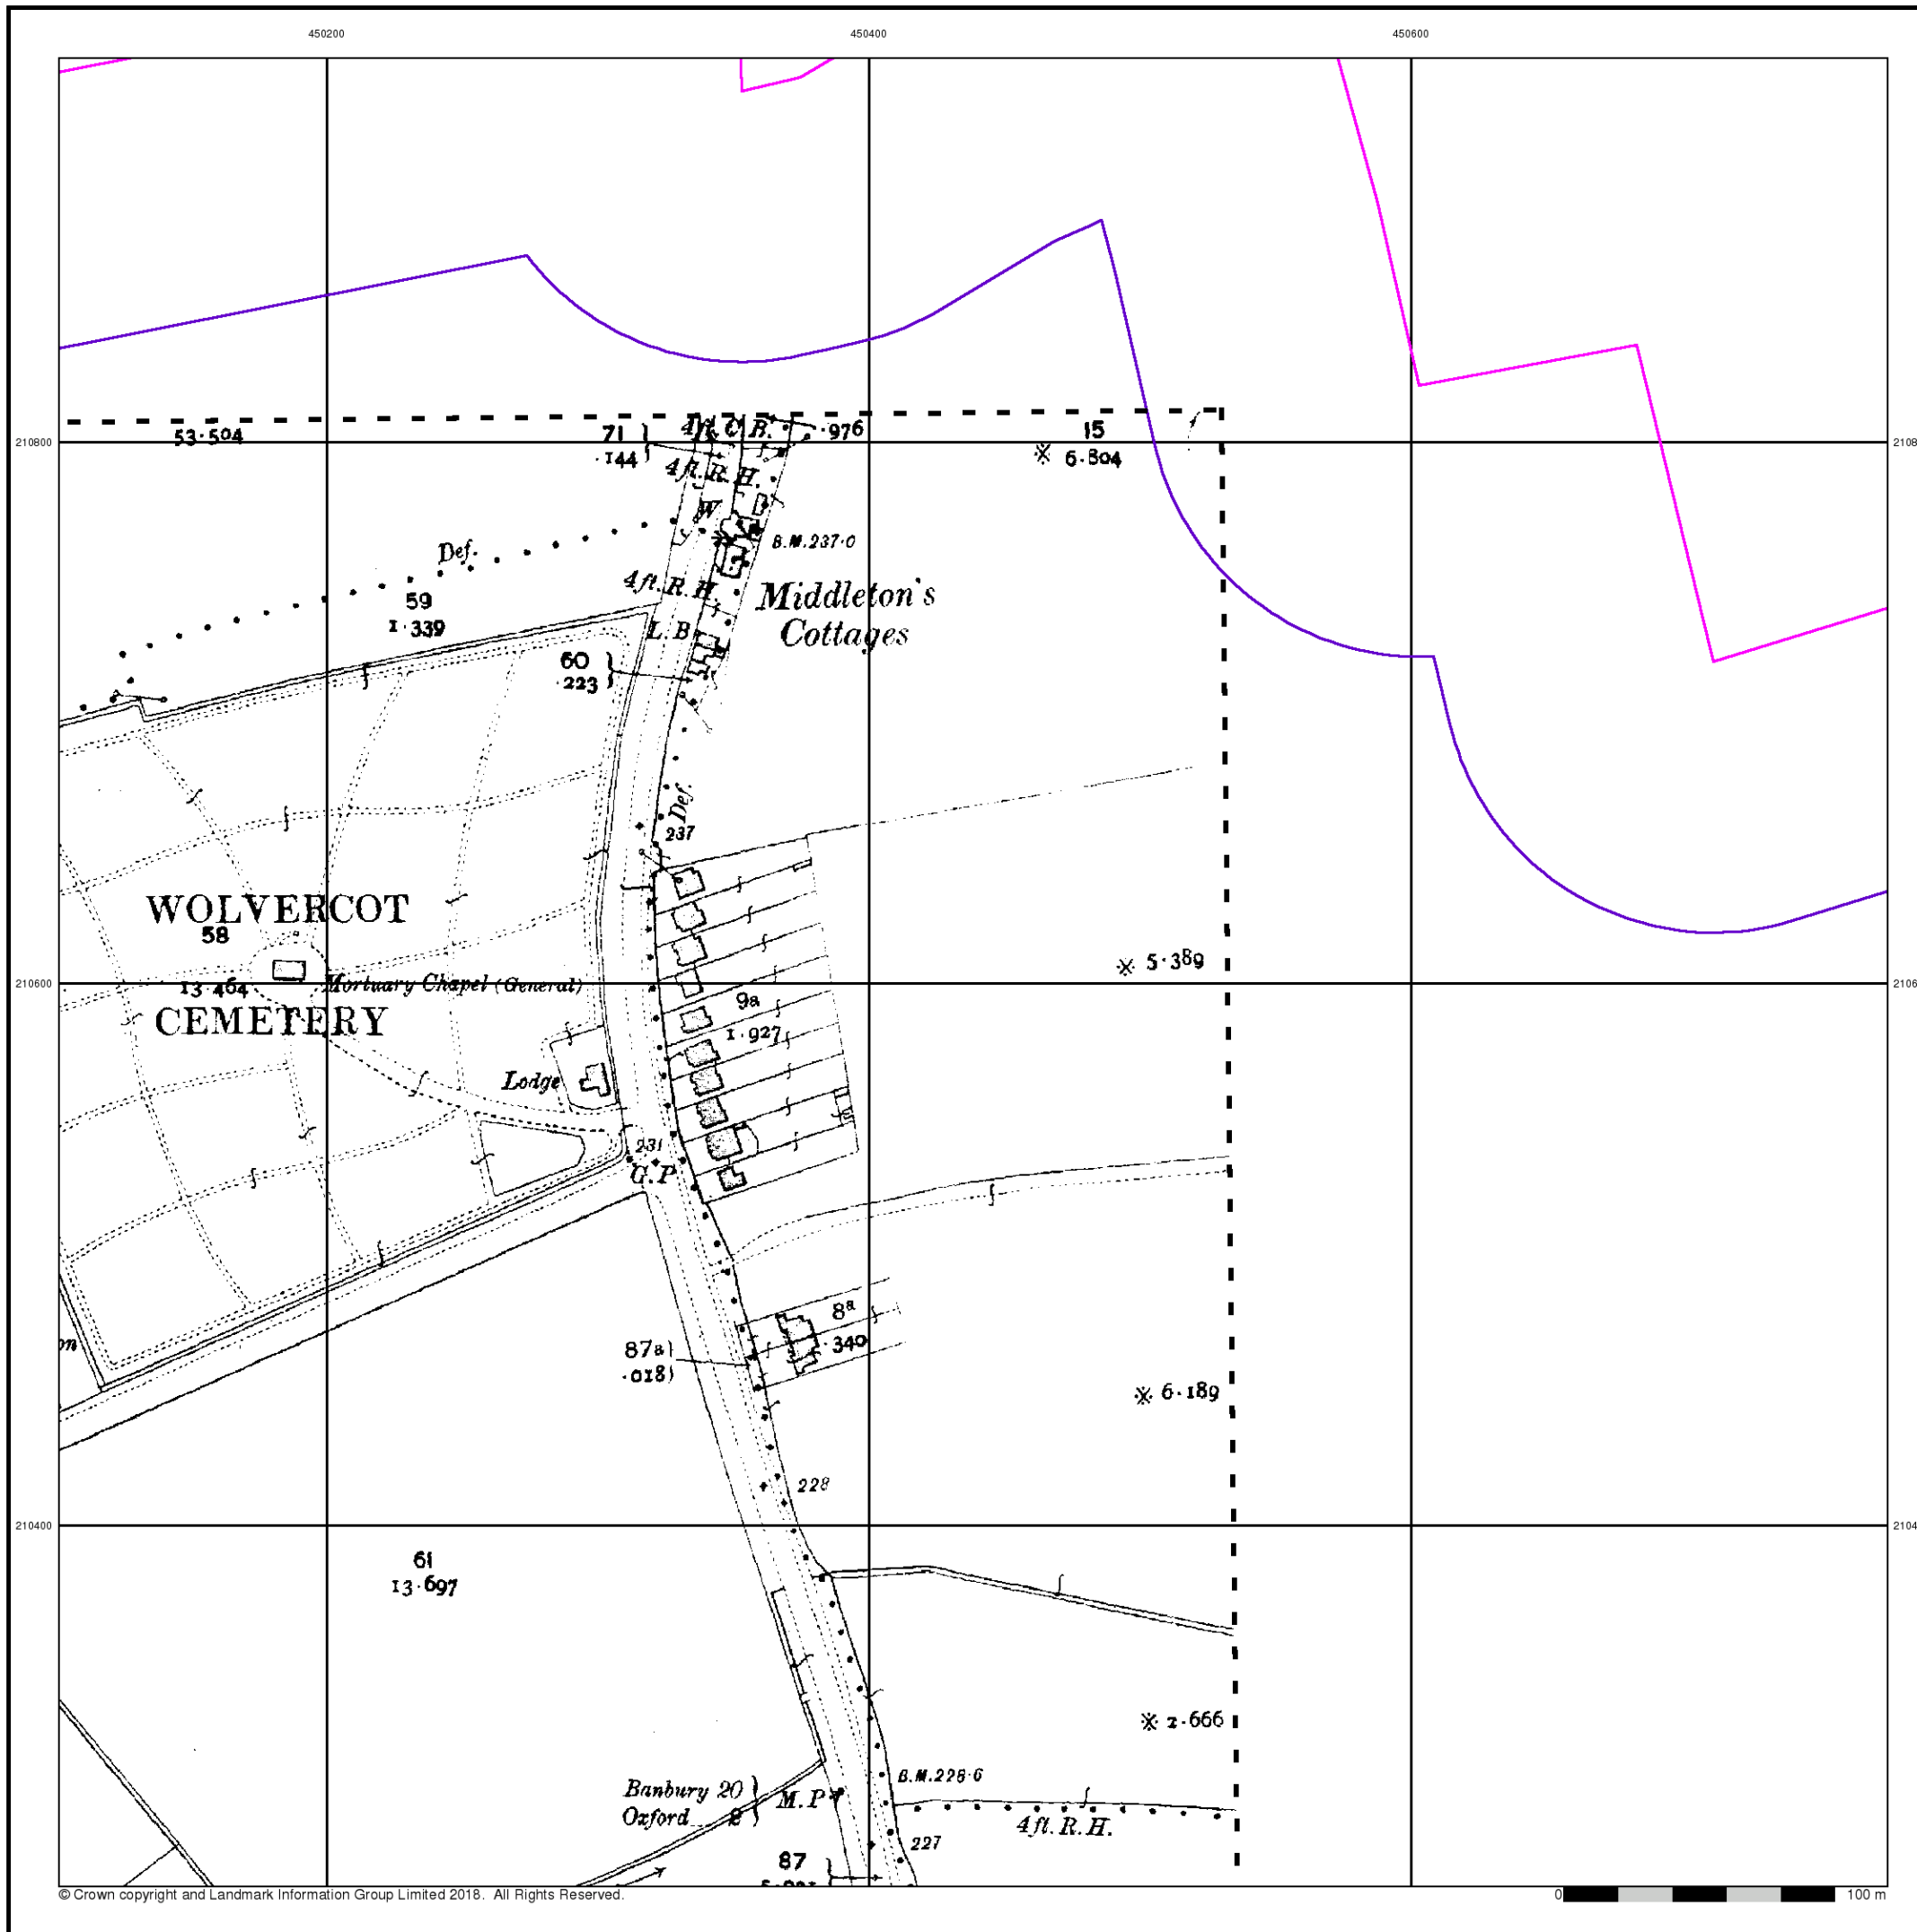 450200
450400
450600
210800
2108
53·504
71
·144
4ft. C. B.
·976
15
6·804
4ft. R. H.
W
B.M.237·0
Def.
4ft. R. H.
Middleton's
Cottages
59
1·339
L.B
60
·223
Def.
237
WOLVERCOT
58
5·389
210600
2106
13·464
Mortuary Chapel (General)
9a
CEMETERY
1·927
Lodge
231
G.P
8a
·340
87a
·018
6·189
228
210400
2104
61
13·697
2·666
B.M.228·6
Banbury 20
M.P
Oxford 2
4ft. R. H.
227
87
© Crown copyright and Landmark Information Group Limited 2018. All Rights Reserved.
0
100 m